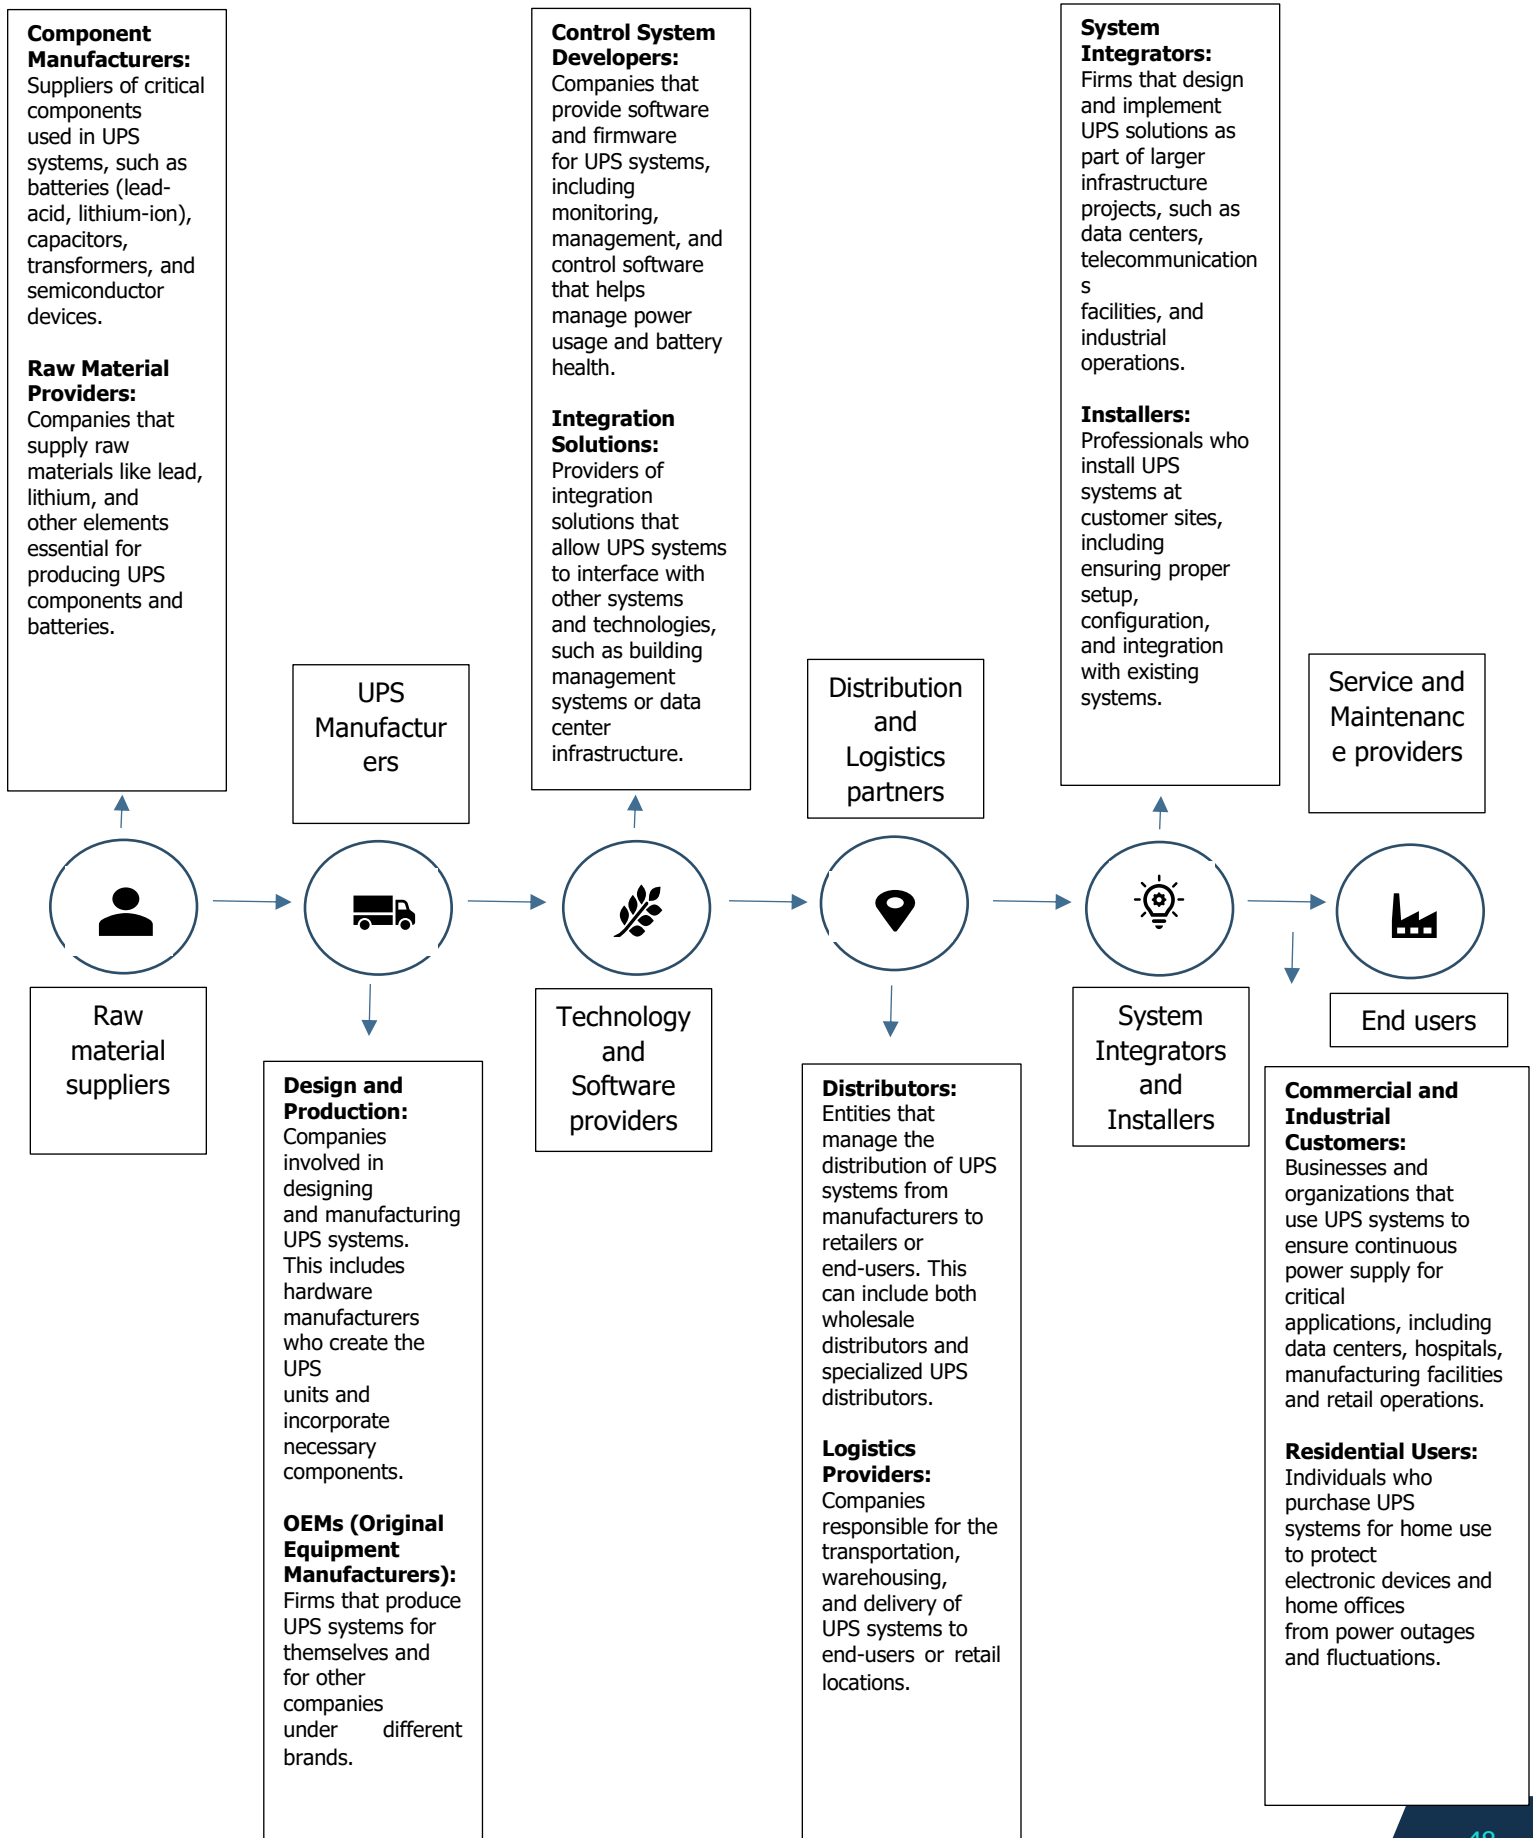 Component
Manufacturers:
Suppliers of critical
components
used in UPS
systems, such as
batteries (lead-
acid, lithium-ion),
capacitors,
transformers, and
semiconductor
devices.
Raw Material
Providers:
Companies that
supply raw
materials like lead,
lithium, and
other elements
essential for
producing UPS
components and
batteries.
UPS
Manufactur
ers
Control System
Developers:
Companies that
provide software
and firmware
for UPS systems,
including
monitoring,
management, and
control software
that helps
manage power
usage and battery
health.
Integration
Solutions:
Providers of
integration
solutions that
allow UPS systems
to interface with
other systems
and technologies,
such as building
management
systems or data
center
infrastructure.
Distribution
and
Logistics
partners
System
Integrators:
Firms that design
and implement
UPS solutions as
part of larger
infrastructure
projects, such as
data centers,
telecommunication
s
facilities, and
industrial
operations.
Installers:
Professionals who
install UPS
systems at
customer sites,
including
ensuring proper
setup,
configuration,
and integration
with existing
systems.
Service and
Maintenanc
e providers
Raw
material
suppliers
Design and
Production:
Companies
involved in
designing
and manufacturing
UPS systems.
This includes
hardware
manufacturers
who create the
UPS
units and
incorporate
necessary
components.
OEMs (Original
Equipment
Manufacturers):
Firms that produce
UPS systems for
themselves and
for other
companies
under different
brands.
Technology
and
Software
providers
Distributors:
Entities that
manage the
distribution of UPS
systems from
manufacturers to
retailers or
end-users. This
can include both
wholesale
distributors and
specialized UPS
distributors.
Logistics
Providers:
Companies
responsible for the
transportation,
warehousing,
and delivery of
UPS systems to
end-users or retail
locations.
System
Integrators
and
Installers
End users
Commercial and
Industrial
Customers:
Businesses and
organizations that
use UPS systems to
ensure continuous
power supply for
critical
applications, including
data centers, hospitals,
manufacturing facilities
and retail operations.
Residential Users:
Individuals who
purchase UPS
systems for home use
to protect
electronic devices and
home offices
from power outages
and fluctuations.